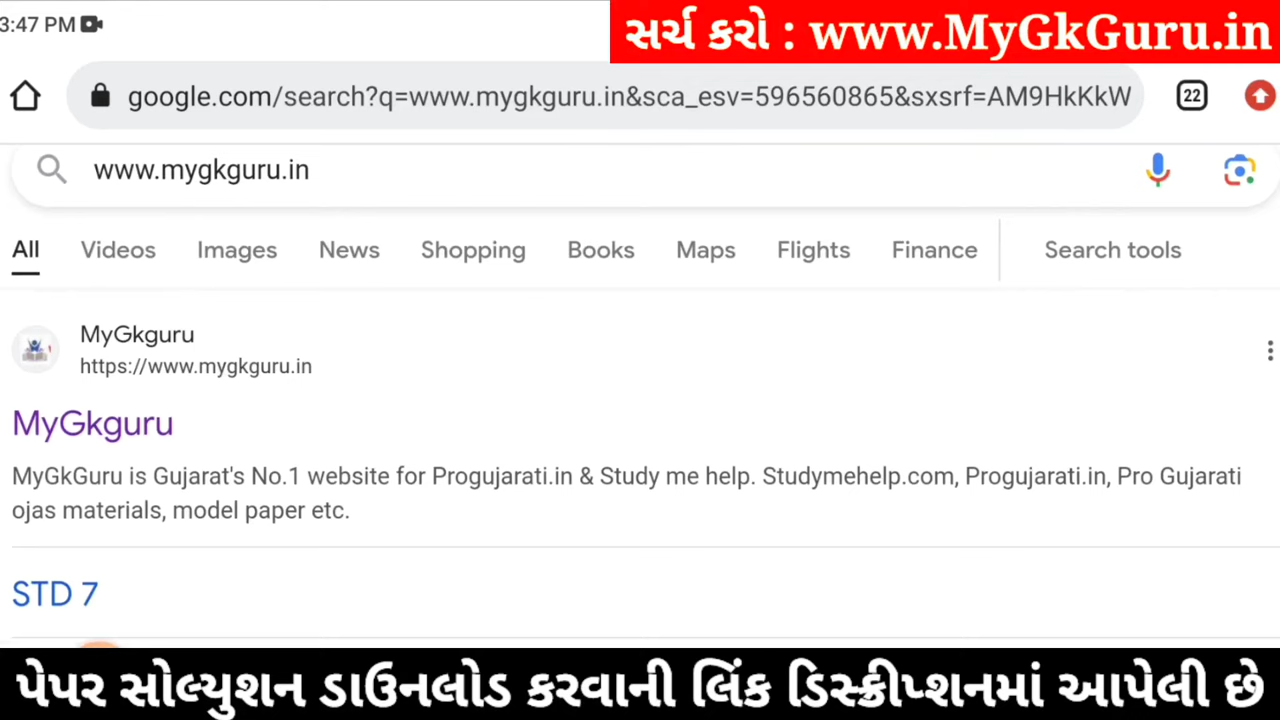 3:47 PM
સર્ચ કરો : www.MyGkGuru.in
google.com/search?q=www.mygkguru.in&sca_esv=596560865&sxsrf=AM9HkKkW
22
www.mygkguru.in
All Videos Images News Shopping Books Maps Flights Finance Search tools
MyGkguru
https://www.mygkguru.in
MyGkguru
MyGkGuru is Gujarat's No.1 website for Progujarati.in & Study me help. Studymehelp.com, Progujarati.in, Pro Gujarati
ojas materials, model paper etc.
STD 7
પેપર સોલ્યુશન ડાઉનલોડ કરવાની લિંક ડિસ્ક્રીપ્શનમાં આપેલી છે